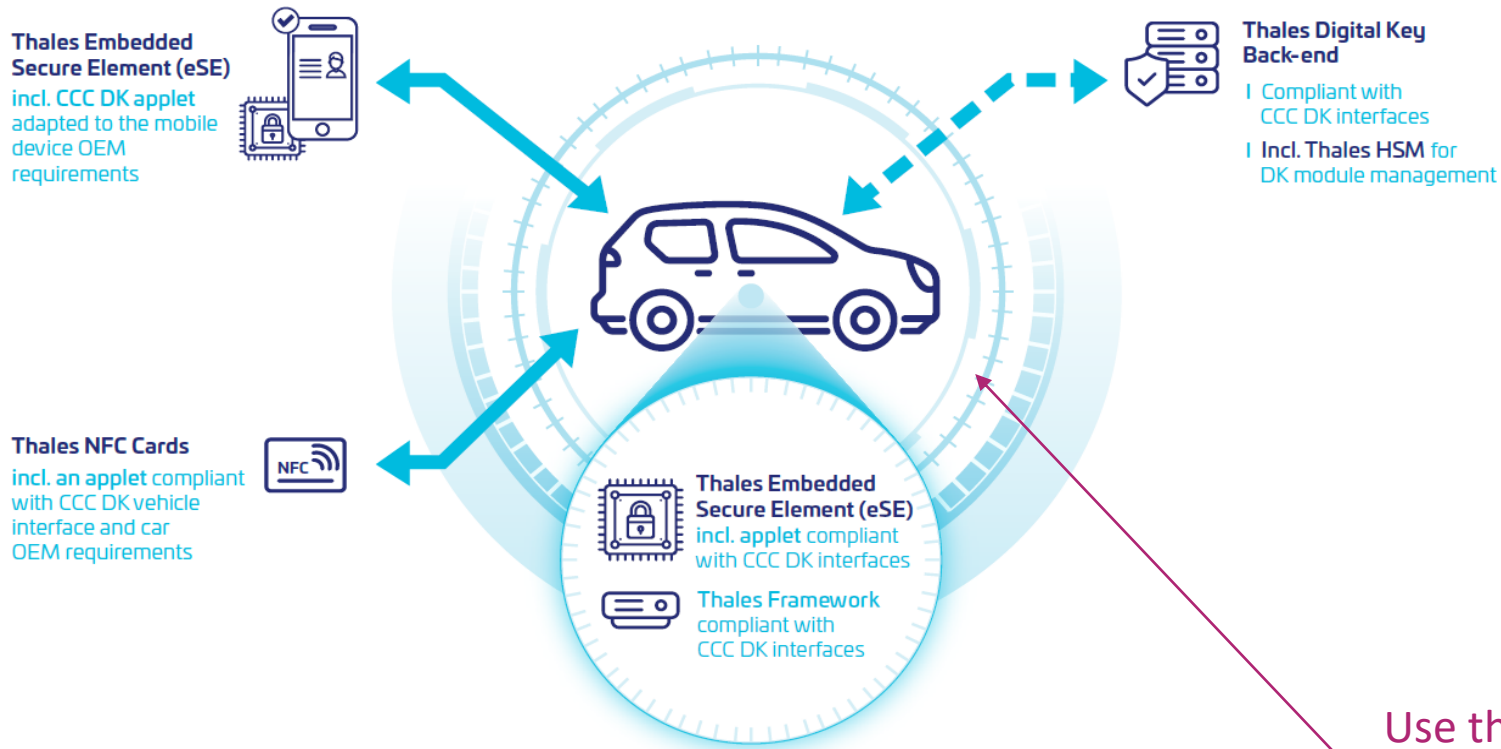 Thales Embedded
Secure Element (eSE)
incl. CCC DK applet
adapted to the mobile
device OEM
requirements
Thales Digital Key
Back-end
I Compliant with
CCC DK interfaces
I Incl. Thales HSM for
DK module management
Thales NFC Cards
incl. an applet compliant
with CCC DK vehicle
interface and car
OEM requirements
NFC
Thales Embedded
Secure Element (eSE)
incl. applet compliant
with CCC DK interfaces
Thales Framework
compliant with
CCC DK interfaces
Use th